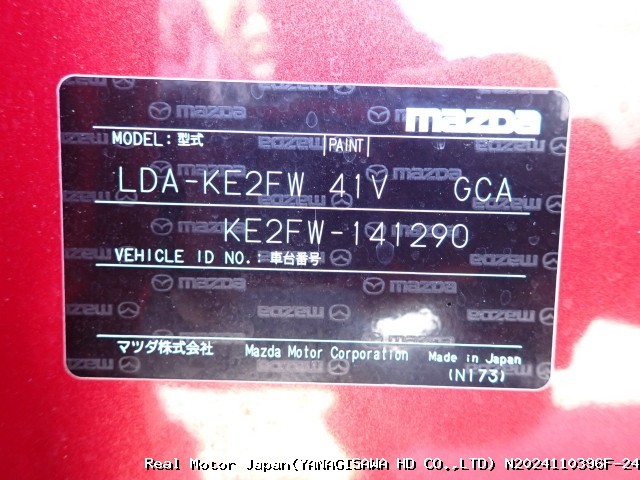 mazda
MODEL: 型式 PAINT
LDA-KE2FW 41V GCA
KE2FW-141290
VEHICLE ID NO.: 車台番号
マツダ株式会社 Mazda Motor Corporation Made in Japan
(N173)
Real Motor Japan(YANAGISAWA HD CO.,LTD) N2024110396F-24